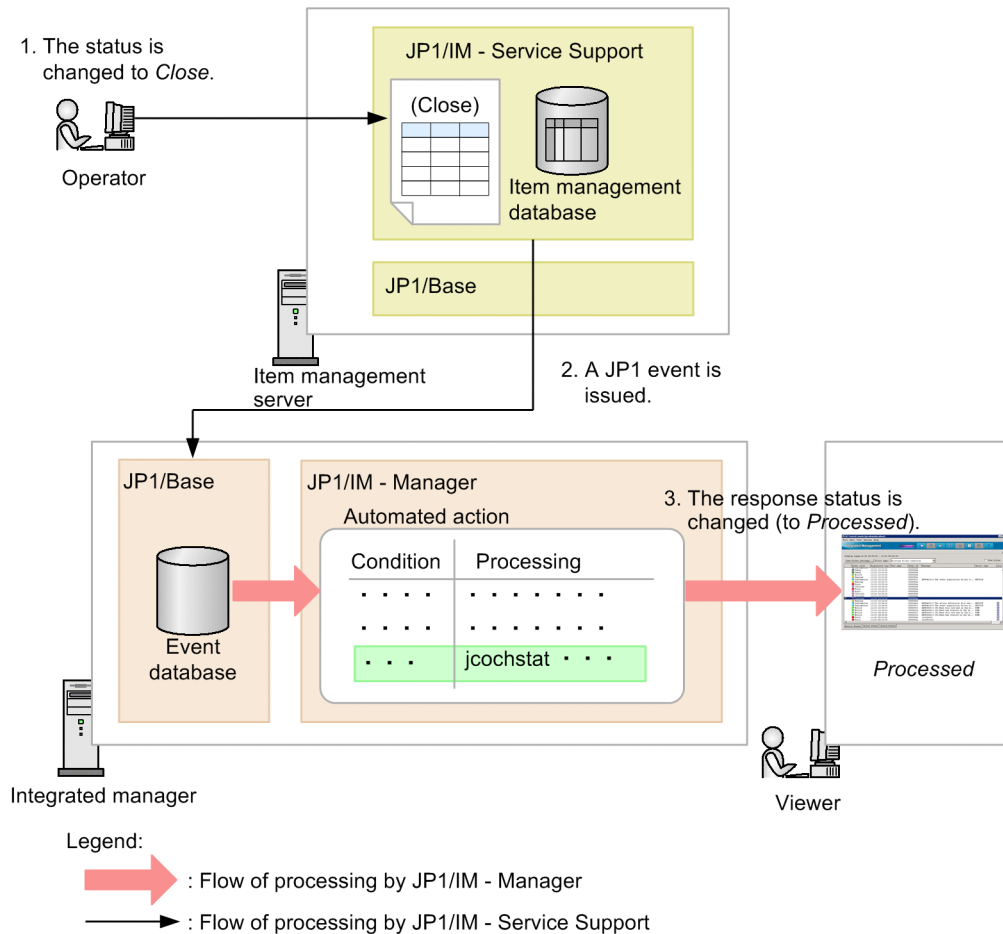 1. The status is
changed to Close.
Operator
JP1/IM - Service Support
(Close)
Item management
database
JP1/Base
Item management
server
2. A JP1 event is
issued.
JP1/Base
Event
database
JP1/IM - Manager
Automated action
Condition Processing
jcochstat
3. The response status is
changed (to Processed).
Processed
Integrated manager
Viewer
Legend:
: Flow of processing by JP1/IM - Manager
: Flow of processing by JP1/IM - Service Support